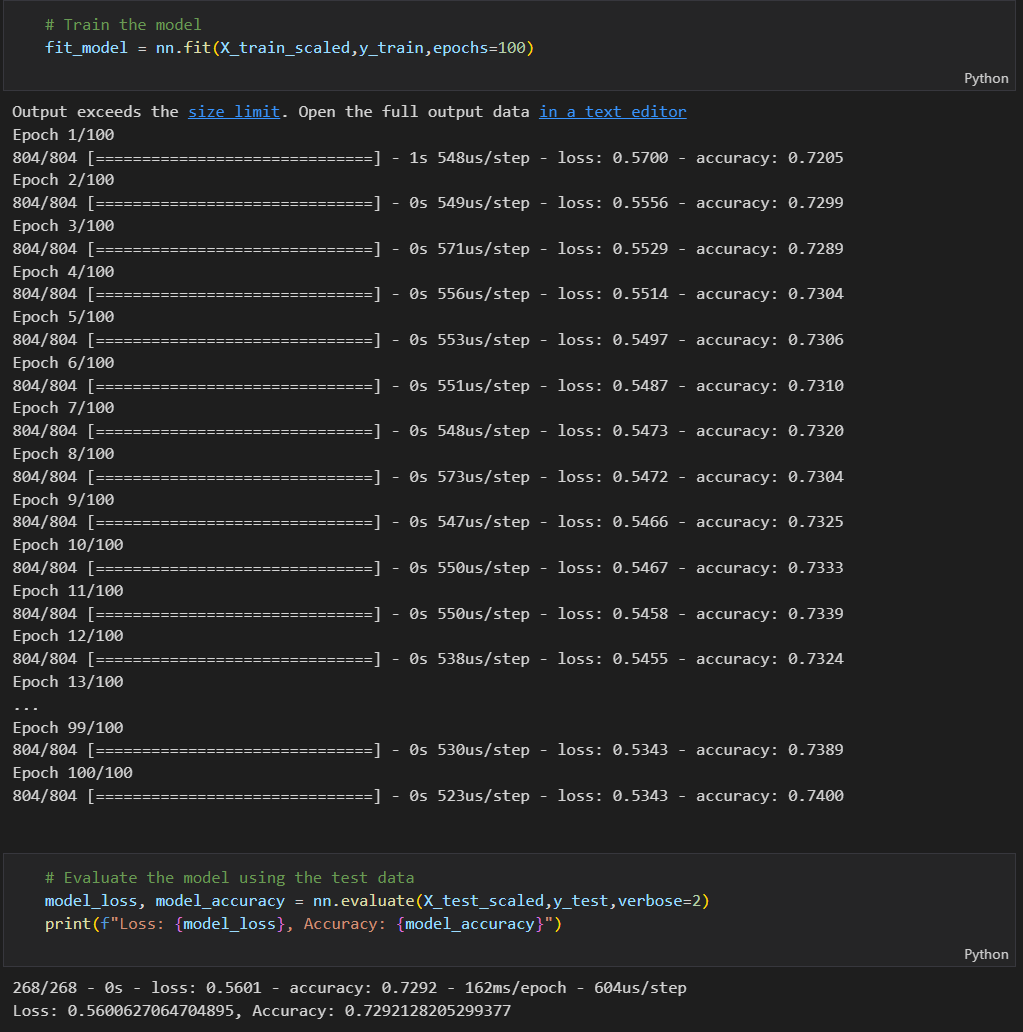 # Train the model
fit_model = nn.fit(X_train_scaled,y_train,epochs=100)
Python
Output exceeds the size limit. Open the full output data in a text editor
Epoch 1/100
804/804 [==============================] - 1s 548us/step - loss: 0.5700 - accuracy: 0.7205
Epoch 2/100
804/804 [==============================] - 0s 549us/step - loss: 0.5556 - accuracy: 0.7299
Epoch 3/100
804/804 [==============================] - 0s 571us/step - loss: 0.5529 - accuracy: 0.7289
Epoch 4/100
804/804 [==============================] - 0s 556us/step - loss: 0.5514 - accuracy: 0.7304
Epoch 5/100
804/804 [==============================] - 0s 553us/step - loss: 0.5497 - accuracy: 0.7306
Epoch 6/100
804/804 [==============================] - 0s 551us/step - loss: 0.5487 - accuracy: 0.7310
Epoch 7/100
804/804 [==============================] - 0s 548us/step - loss: 0.5473 - accuracy: 0.7320
Epoch 8/100
804/804 [==============================] - 0s 573us/step - loss: 0.5472 - accuracy: 0.7304
Epoch 9/100
804/804 [==============================] - 0s 547us/step - loss: 0.5466 - accuracy: 0.7325
Epoch 10/100
804/804 [==============================] - 0s 550us/step - loss: 0.5467 - accuracy: 0.7333
Epoch 11/100
804/804 [==============================] - 0s 550us/step - loss: 0.5458 - accuracy: 0.7339
Epoch 12/100
804/804 [==============================] - 0s 538us/step - loss: 0.5455 - accuracy: 0.7324
Epoch 13/100
...
Epoch 99/100
804/804 [==============================] - 0s 530us/step - loss: 0.5343 - accuracy: 0.7389
Epoch 100/100
804/804 [==============================] - 0s 523us/step - loss: 0.5343 - accuracy: 0.7400
# Evaluate the model using the test data
model_loss, model_accuracy = nn.evaluate(X_test_scaled,y_test,verbose=2)
print(f"Loss: {model_loss}, Accuracy: {model_accuracy}")
Python
268/268 - 0s - loss: 0.5601 - accuracy: 0.7292 - 162ms/epoch - 604us/step
Loss: 0.5600627064704895, Accuracy: 0.7292128205299377